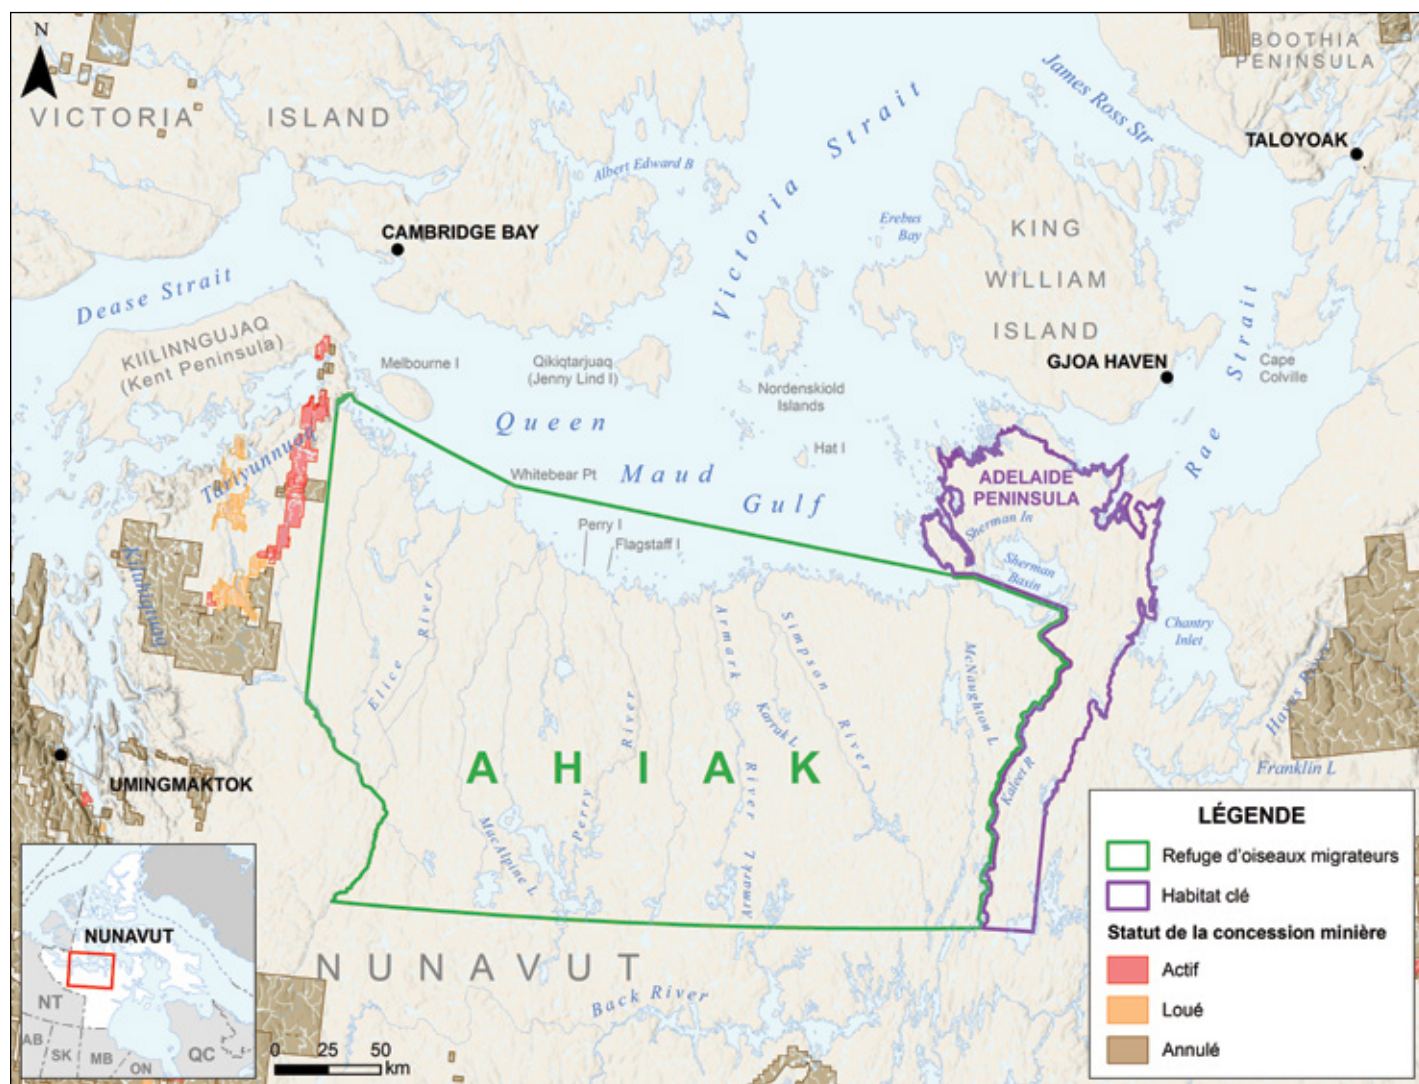 N
VICTORIA ISLAND
BOOTHIA
PENINSULA
James Ross Str
TALOYOAK
Victoria Strait
Albert Edward B
CAMBRIDGE BAY
Erebus
Bay
KING
WILLIAM
ISLAND
Dease Strait
KIILINNGUJAQ
(Kent Peninsula)
Melbourne I
Qikiqtarjuaq
(Jenny Lind I)
Nordenskiold
Islands
GJOA HAVEN
Rae Strait
Cape
Colville
Queen
Maud
Gulf
Hat I
Whitebear Pt
Tariyunnuaq
ADELAIDE
PENINSULA
Sherman In
Sherman
Basin
Perry I
Flagstaff I
Chantry
Inlet
Elice River
Perry River
Armark River
Simpson River
Karrak L
McNaughton L
Kaleet R
Hayes River
Franklin L
AHIAK
UMINGMAKTOK
MacAlpine L
Armark L
NUNAVUT
Back River
NUNAVUT
NT
AB
SK
MB
ON
QC
0 25 50
km
LÉGENDE
Refuge d'oiseaux migrateurs
Habitat clé
Statut de la concession minière
Actif
Loué
Annulé